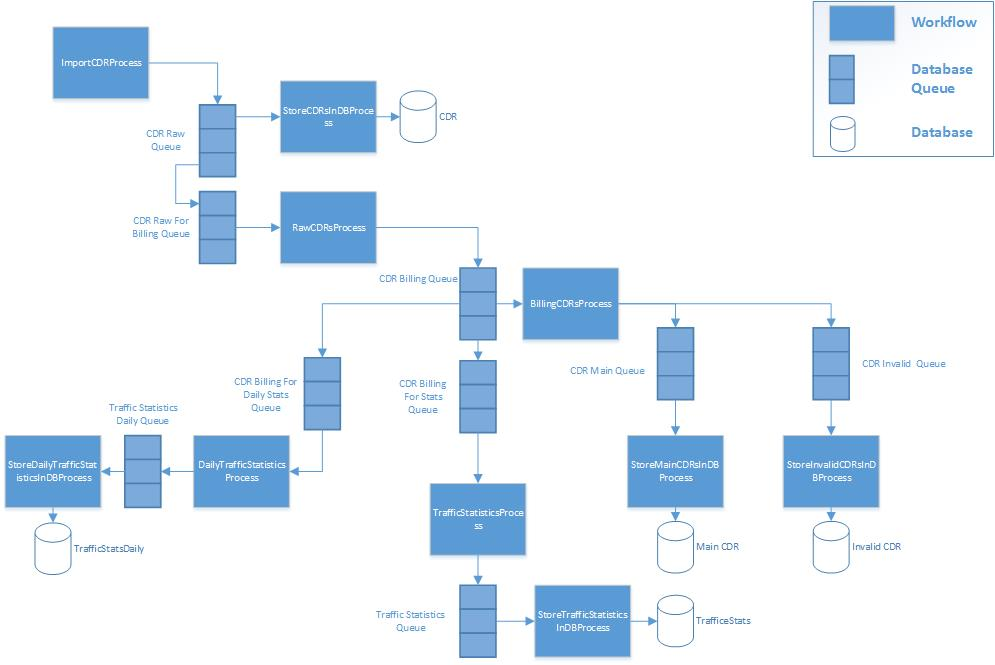 Workflow
Database
Queue
Database
ImportCDRProcess
CDR Raw
Queue
StoreCDRsInDBProce
ss
CDR
CDR Raw For
Billing Queue
RawCDRsProcess
CDR Billing Queue
BillingCDRsProcess
CDR Billing For
Daily Stats
Queue
CDR Billing
For Stats
Queue
CDR Main Queue
CDR Invalid  Queue
Traffic Statistics
Daily Queue
StoreDailyTrafficStat
isticsInDBProcess
DailyTrafficStatistics
Process
StoreMainCDRsInDB
Process
StoreInvalidCDRsInD
BProcess
TrafficStatisticsProce
ss
TrafficStatsDaily
Main CDR
Invalid CDR
Traffic Statistics
Queue
StoreTrafficStatistics
InDBProcess
TrafficeStats